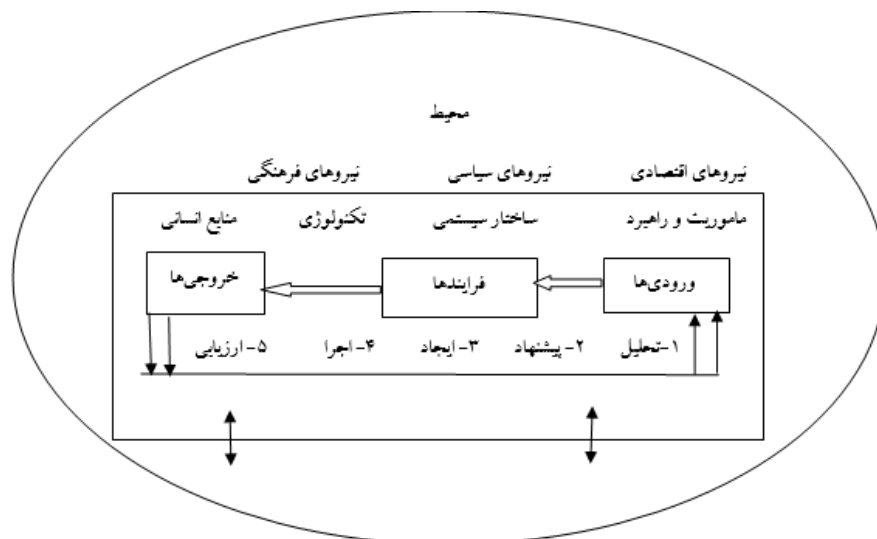 محیط
نیروهای اقتصادی نیروهای سیاسی نیروهای فرهنگی
ماموریت و راهبرد ساختار سیستمی تکنولوژی منابع انسانی
ورودی‌ها فرایندها خروجی‌ها
۱-تحلیل ۲- پیشنهاد ۳- ایجاد ۴- اجرا ۵- ارزیابی